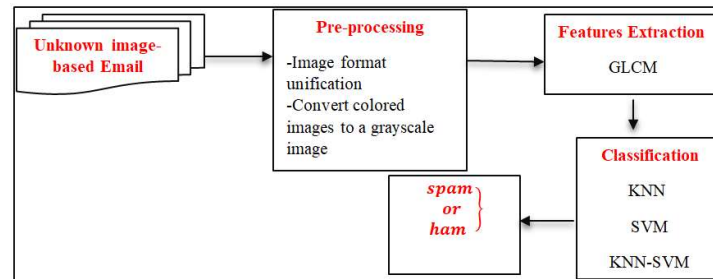 Unknown image-
based Email
Pre-processing
-Image format
unification
-Convert colored
images to a grayscale
image
Features Extraction
GLCM
Classification
KNN
SVM
KNN-SVM
spam
or
ham